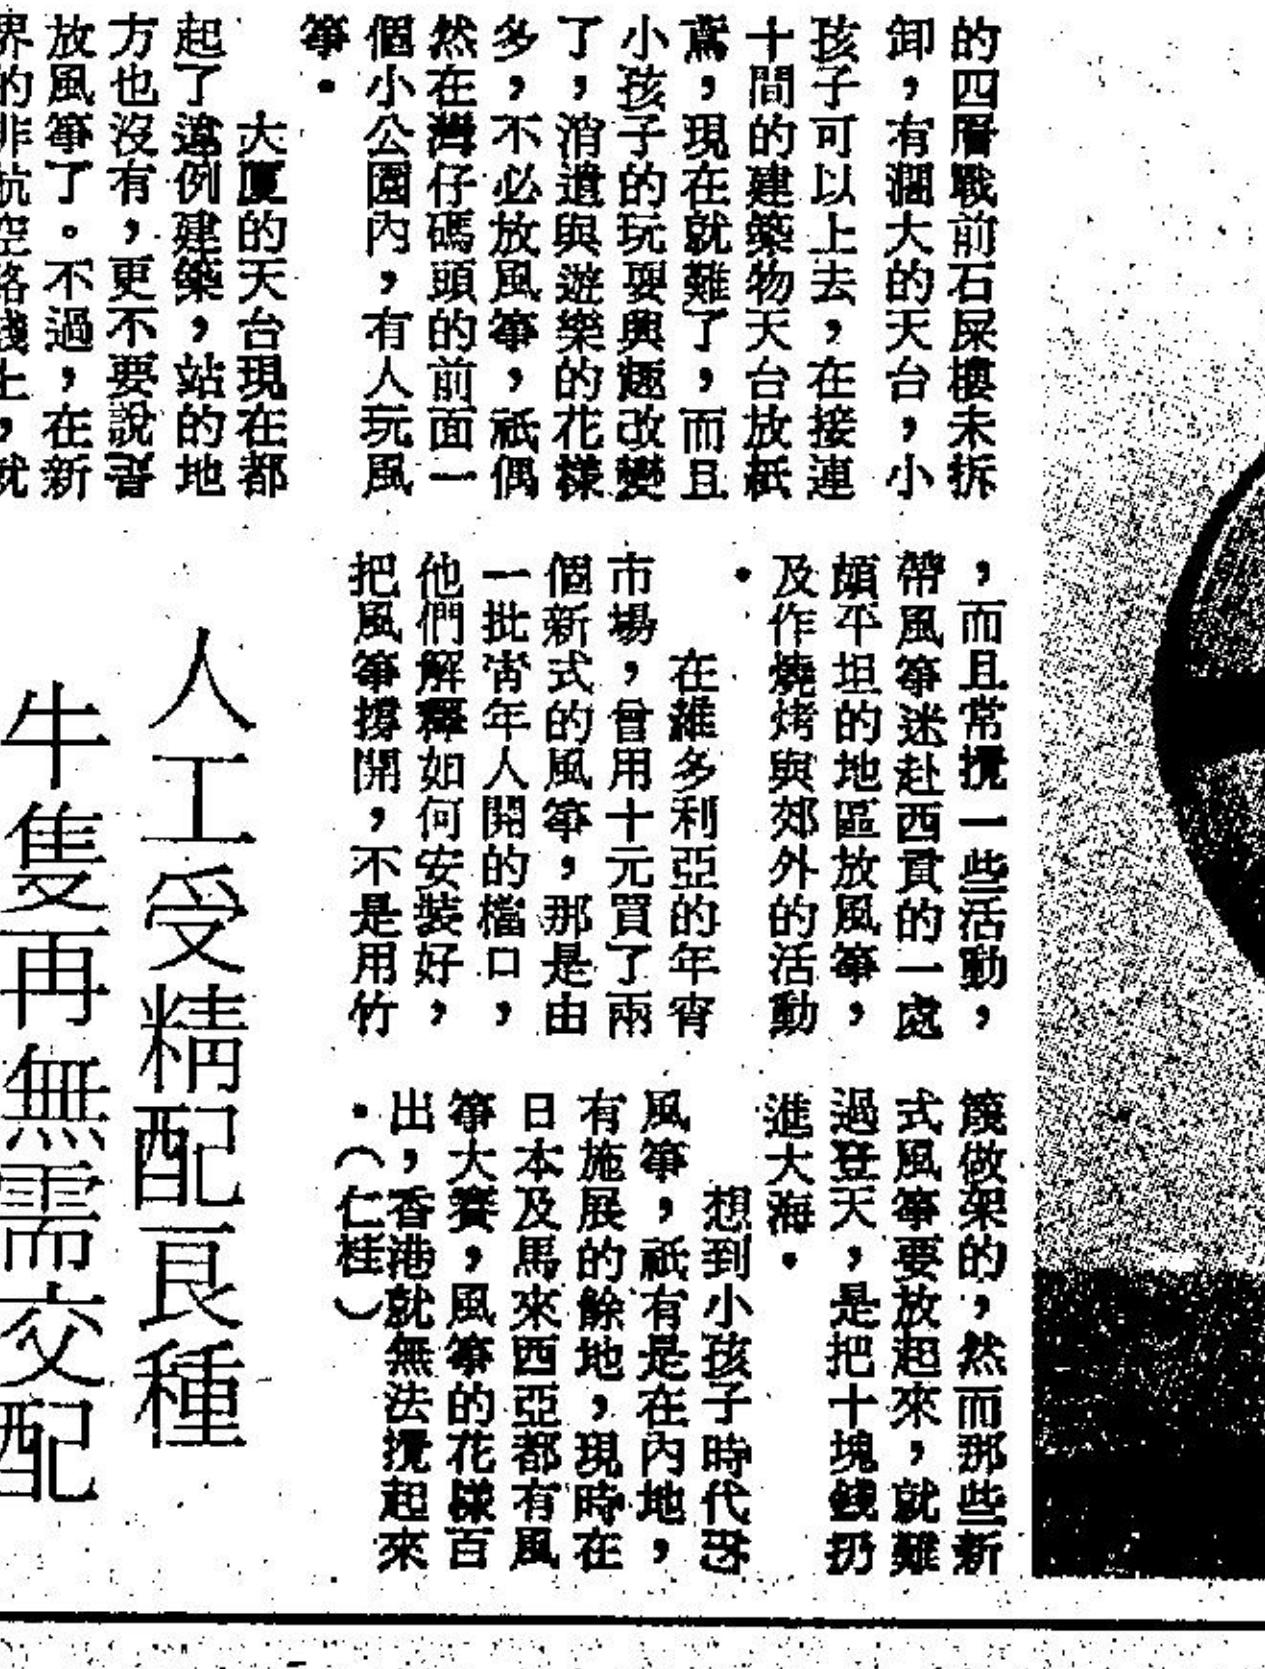 的四層戰前石屎樓未拆
卸，有濶大的天台，小
孩子可以上去，在接連
十間的建築物天台放紙
鳶，現在就難了，而且
小孩子的玩耍興趣改變
了，消遣與遊樂的花樣
多，不必放風箏，祇偶
然在灣仔碼頭的前面一
個小公園內，有人玩風
箏．
大厦的天台現在都
起了違例建築，站的地
方也沒有，更不要說著
放風箏了。不過，在新
界的非航空路綫上，就
，而且常攪一些活動，
帶風箏迷赴西貢的一處
頗平坦的地區放風箏，
及作燒烤與郊外的活動
．
在維多利亞的年宵
市場，曾用十元買了兩
個新式的風箏，那是由
一批青年人開的檔口，
他們解釋如何安裝好，
把風箏撐開，不是用竹
篾做架的，然而那些新
式風箏要放起來，就難
過登天，是把十塊錢扔
進大海．
想到小孩子時代
風箏，祇有是在內地，
有施展的餘地，現時在
日本及馬來西亞都有風
箏大賽，風箏的花樣百
出，香港就無法攪起來
．（仁桂）
人工受精配良種
牛隻再無需交配